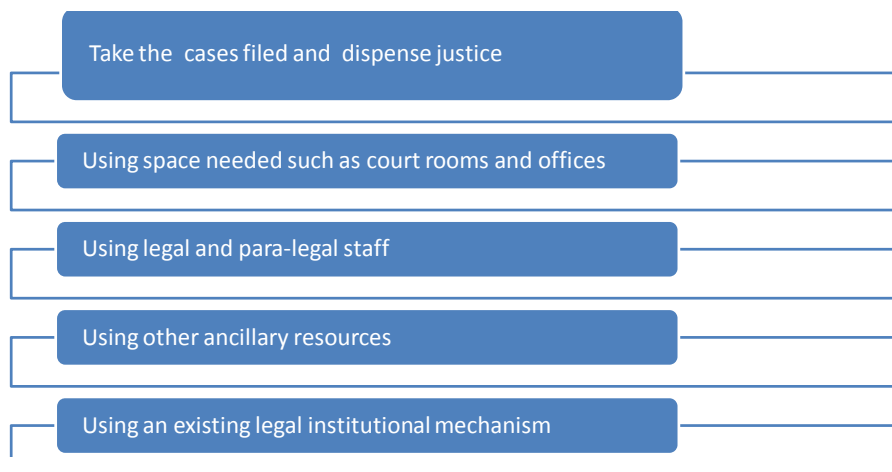 Take the cases filed and dispense justice
Using space needed such as court rooms and offices
Using legal and para-legal staff
Using other ancillary resources
Using an existing legal institutional mechanism